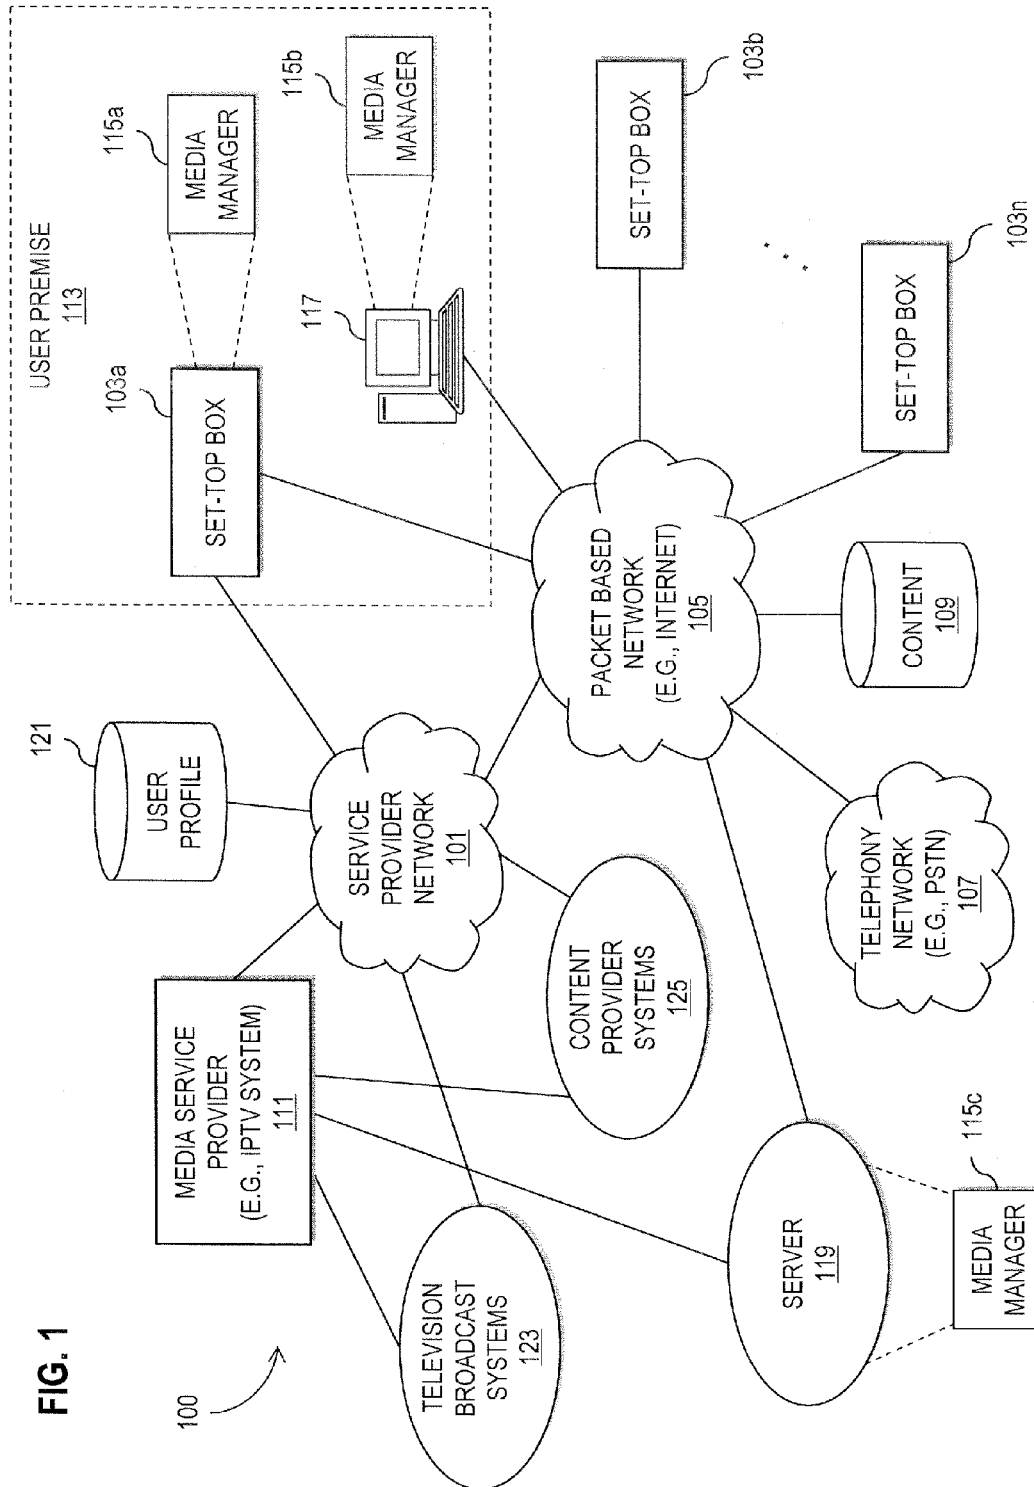 FIG. 1
100
MEDIA SERVICE
PROVIDER
(E.G., IPTV SYSTEM)
111
121
USER
PROFILE
USER PREMISE
113
103a
SET-TOP BOX
115a
MEDIA
MANAGER
117
115b
MEDIA
MANAGER
SERVICE
PROVIDER
NETWORK
101
TELEVISION
BROADCAST
SYSTEMS
123
CONTENT
PROVIDER
SYSTEMS
125
PACKET BASED
NETWORK
(E.G., INTERNET)
105
103b
SET-TOP BOX
SERVER
119
115c
MEDIA
MANAGER
TELEPHONY
NETWORK
(E.G., PSTN)
107
CONTENT
109
SET-TOP BOX
103n